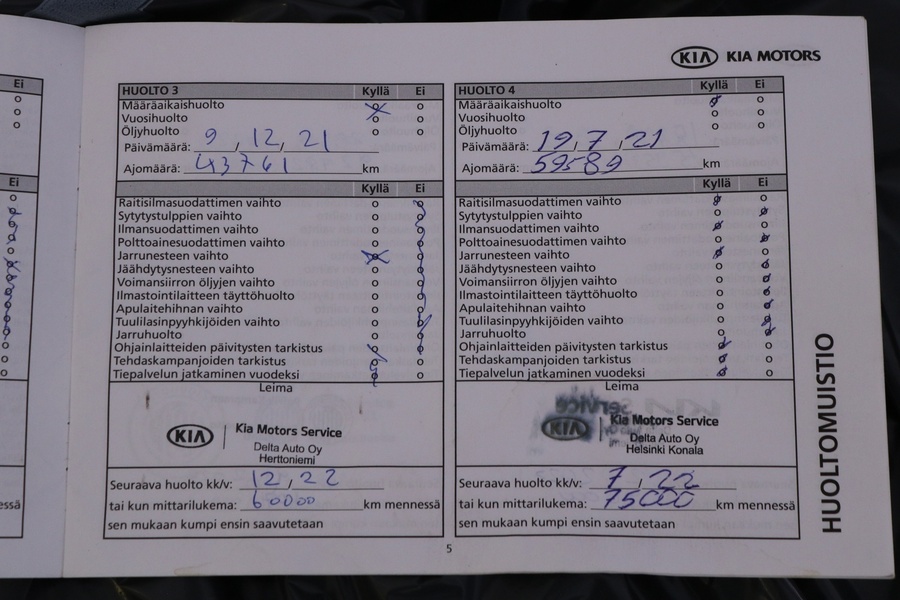 Ei
Ei
ssä
KIA KIA MOTORS
HUOLTO 3 Kyllä Ei
Määräaikaishuolto
Vuosihuolto
Öljyhuolto
Päivämäärä: 9, 12, 21
Ajomäärä: 43761 km
Kyllä Ei
Raitisilmasuodattimen vaihto
Sytytystulppien vaihto
Ilmansuodattimen vaihto
Polttoainesuodattimen vaihto
Jarrunesteen vaihto
Jäähdytysnesteen vaihto
Voimansiirron öljyjen vaihto
Ilmastointilaitteen täyttöhuolto
Apulaitehihnan vaihto
Tuulilasinpyyhkijöiden vaihto
Jarruhuolto
Ohjainlaitteiden päivitysten tarkistus
Tehdaskampanjoiden tarkistus
Tiepalvelun jatkaminen vuodeksi
Leima
KIA Kia Motors Service
Delta Auto Oy
Herttoniemi
Seuraava huolto kk/v: 12, 22
tai kun mittarilukema: 60000 km mennessä
sen mukaan kumpi ensin saavutetaan
HUOLTO 4 Kyllä Ei
Määräaikaishuolto
Vuosihuolto
Öljyhuolto
Päivämäärä: 19, 7, 21
Ajomäärä: 59589 km
Kyllä Ei
Raitisilmasuodattimen vaihto
Sytytystulppien vaihto
Ilmansuodattimen vaihto
Polttoainesuodattimen vaihto
Jarrunesteen vaihto
Jäähdytysnesteen vaihto
Voimansiirron öljyjen vaihto
Ilmastointilaitteen täyttöhuolto
Apulaitehihnan vaihto
Tuulilasinpyyhkijöiden vaihto
Jarruhuolto
Ohjainlaitteiden päivitysten tarkistus
Tehdaskampanjoiden tarkistus
Tiepalvelun jatkaminen vuodeksi
Leima
KIA Kia Motors Service
Delta Auto Oy
Helsinki Konala
Seuraava huolto kk/v: 7, 22
tai kun mittarilukema: 75000 km mennessä
sen mukaan kumpi ensin saavutetaan
HUOLTOMUISTIO
5